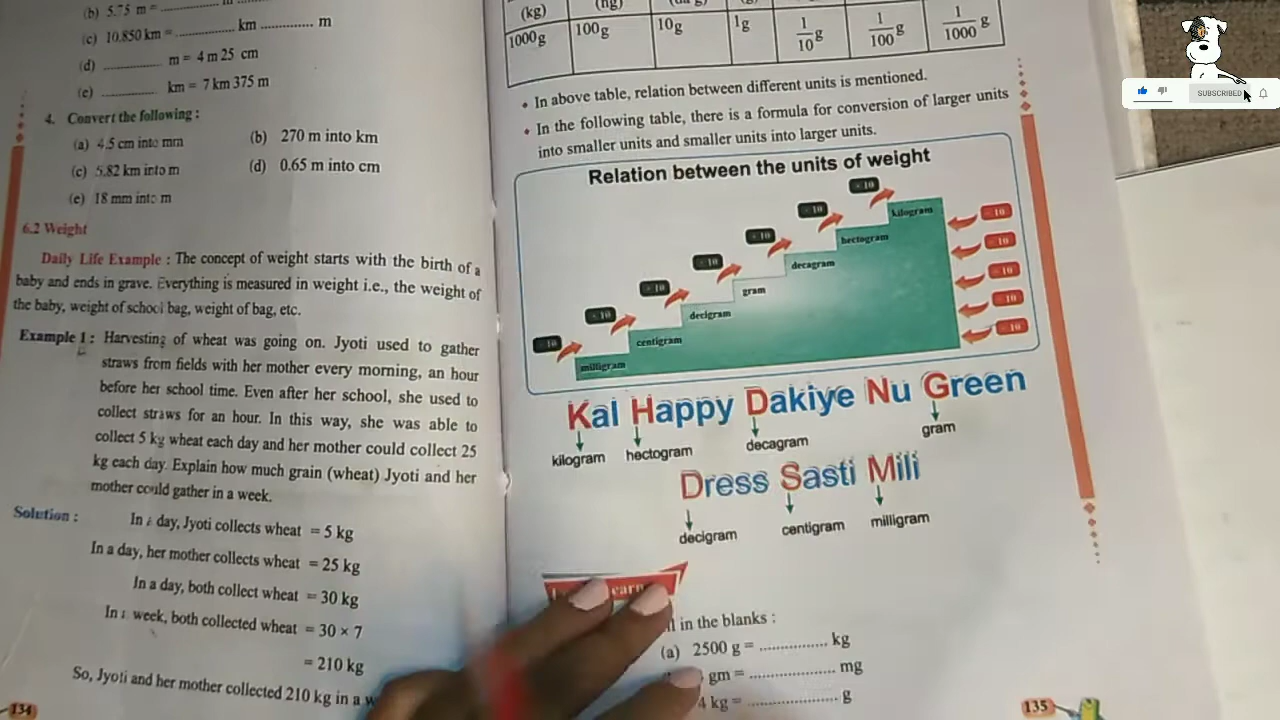 (b) 5.75 m =
(c) 10.850 km = ............... km ............. m
(d) ............ m = 4 m 25 cm
(e) ............ km = 7 km 375 m
4. Convert the following :
(a) 4.5 cm into mm (b) 270 m into km
(c) 5.82 km into m (d) 0.65 m into cm
(e) 18 mm into m
6.2 Weight
Daily Life Example : The concept of weight starts with the birth of a
baby and ends in grave. Everything is measured in weight i.e., the weight of
the baby, weight of school bag, weight of bag, etc.
Example 1 : Harvesting of wheat was going on. Jyoti used to gather
straws from fields with her mother every morning, an hour
before her school time. Even after her school, she used to
collect straws for an hour. In this way, she was able to
collect 5 kg wheat each day and her mother could collect 25
kg each day. Explain how much grain (wheat) Jyoti and her
mother could gather in a week.
Solution : In a day, Jyoti collects wheat = 5 kg
In a day, her mother collects wheat = 25 kg
In a day, both collect wheat = 30 kg
In a week, both collected wheat = 30 × 7
= 210 kg
So, Jyoti and her mother collected 210 kg in a w
134
(kg)
1000g 100g 10g 1g 1/10 g 1/100 g 1/1000 g
• In above table, relation between different units is mentioned.
• In the following table, there is a formula for conversion of larger units
into smaller units and smaller units into larger units.
Relation between the units of weight
kilogram
hectogram
decagram
gram
decigram
centigram
milligram
Kal Happy Dakiye Nu Green
kilogram hectogram decagram gram
Dress Sasti Mili
decigram centigram milligram
in the blanks :
(a) 2500 g = ................ kg
gm = .................... mg
4 kg = ..................... g
135
SUBSCRIBED